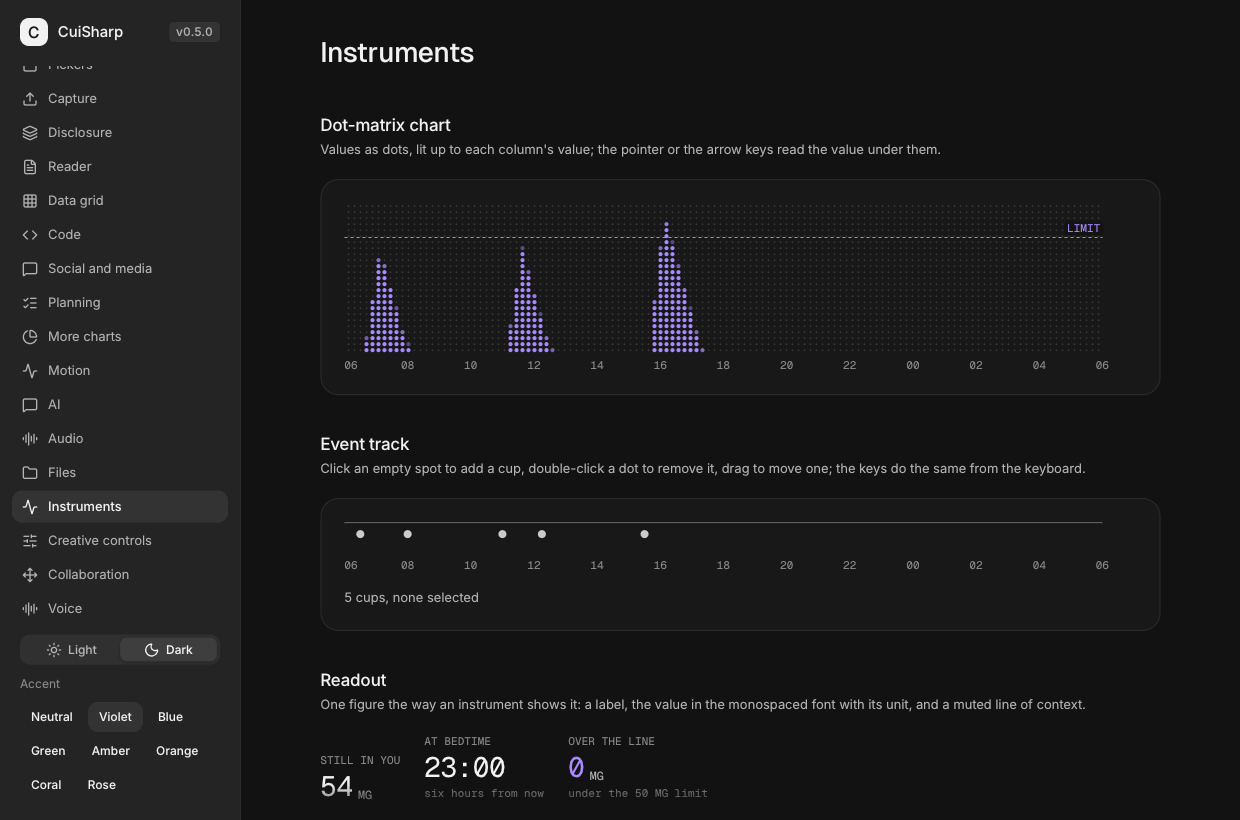 C CuiSharp v0.5.0
Pickers
Capture
Disclosure
Reader
Data grid
Code
Social and media
Planning
More charts
Motion
AI
Audio
Files
Instruments
Creative controls
Collaboration
Voice
Light Dark
Accent
Neutral Violet Blue
Green Amber Orange
Coral Rose
Instruments
Dot-matrix chart
Values as dots, lit up to each column's value; the pointer or the arrow keys read the value under them.
LIMIT
06 08 10 12 14 16 18 20 22 00 02 04 06
Event track
Click an empty spot to add a cup, double-click a dot to remove it, drag to move one; the keys do the same from the keyboard.
06 08 10 12 14 16 18 20 22 00 02 04 06
5 cups, none selected
Readout
One figure the way an instrument shows it: a label, the value in the monospaced font with its unit, and a muted line of context.
STILL IN YOU
54 MG
AT BEDTIME
23:00
six hours from now
OVER THE LINE
0 MG
under the 50 MG limit